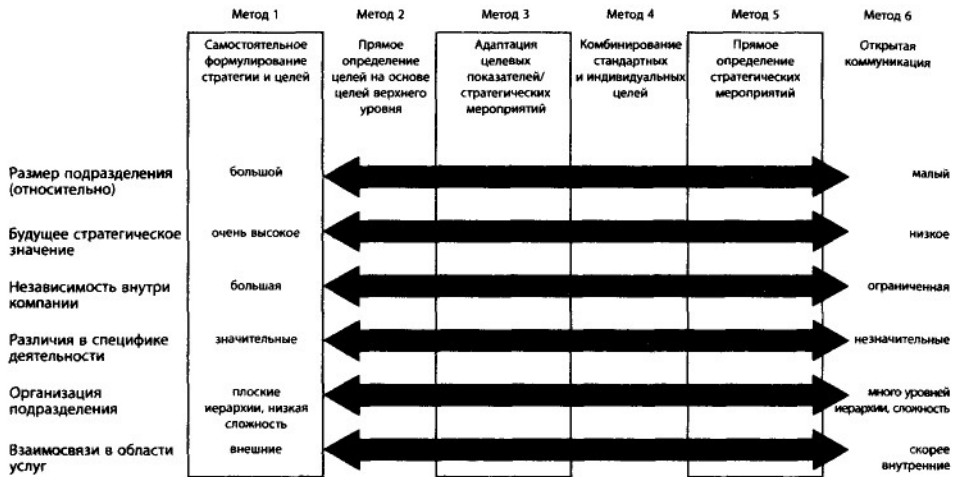 Метод 1 Метод 2 Метод 3 Метод 4 Метод 5 Метод 6
Самостоятельное Прямое Адаптация Комбинирование Прямое Открытая
формулирование определение целевых стандартных определение коммуникация
стратегии и целей целей на основе показателей/ и индивидуальных стратегических
целей верхнего стратегических целей мероприятий
уровня мероприятий
Размер подразделения большой малый
(относительно)
Будущее стратегическое очень высокое низкое
значение
Независимость внутри большая ограниченная
компании
Различия в специфике значительные незначительные
деятельности
Организация плоские много уровней
подразделения иерархии, низкая иерархии, сложность
сложность
Взаимосвязи в области внешние скорее
услуг внутренние